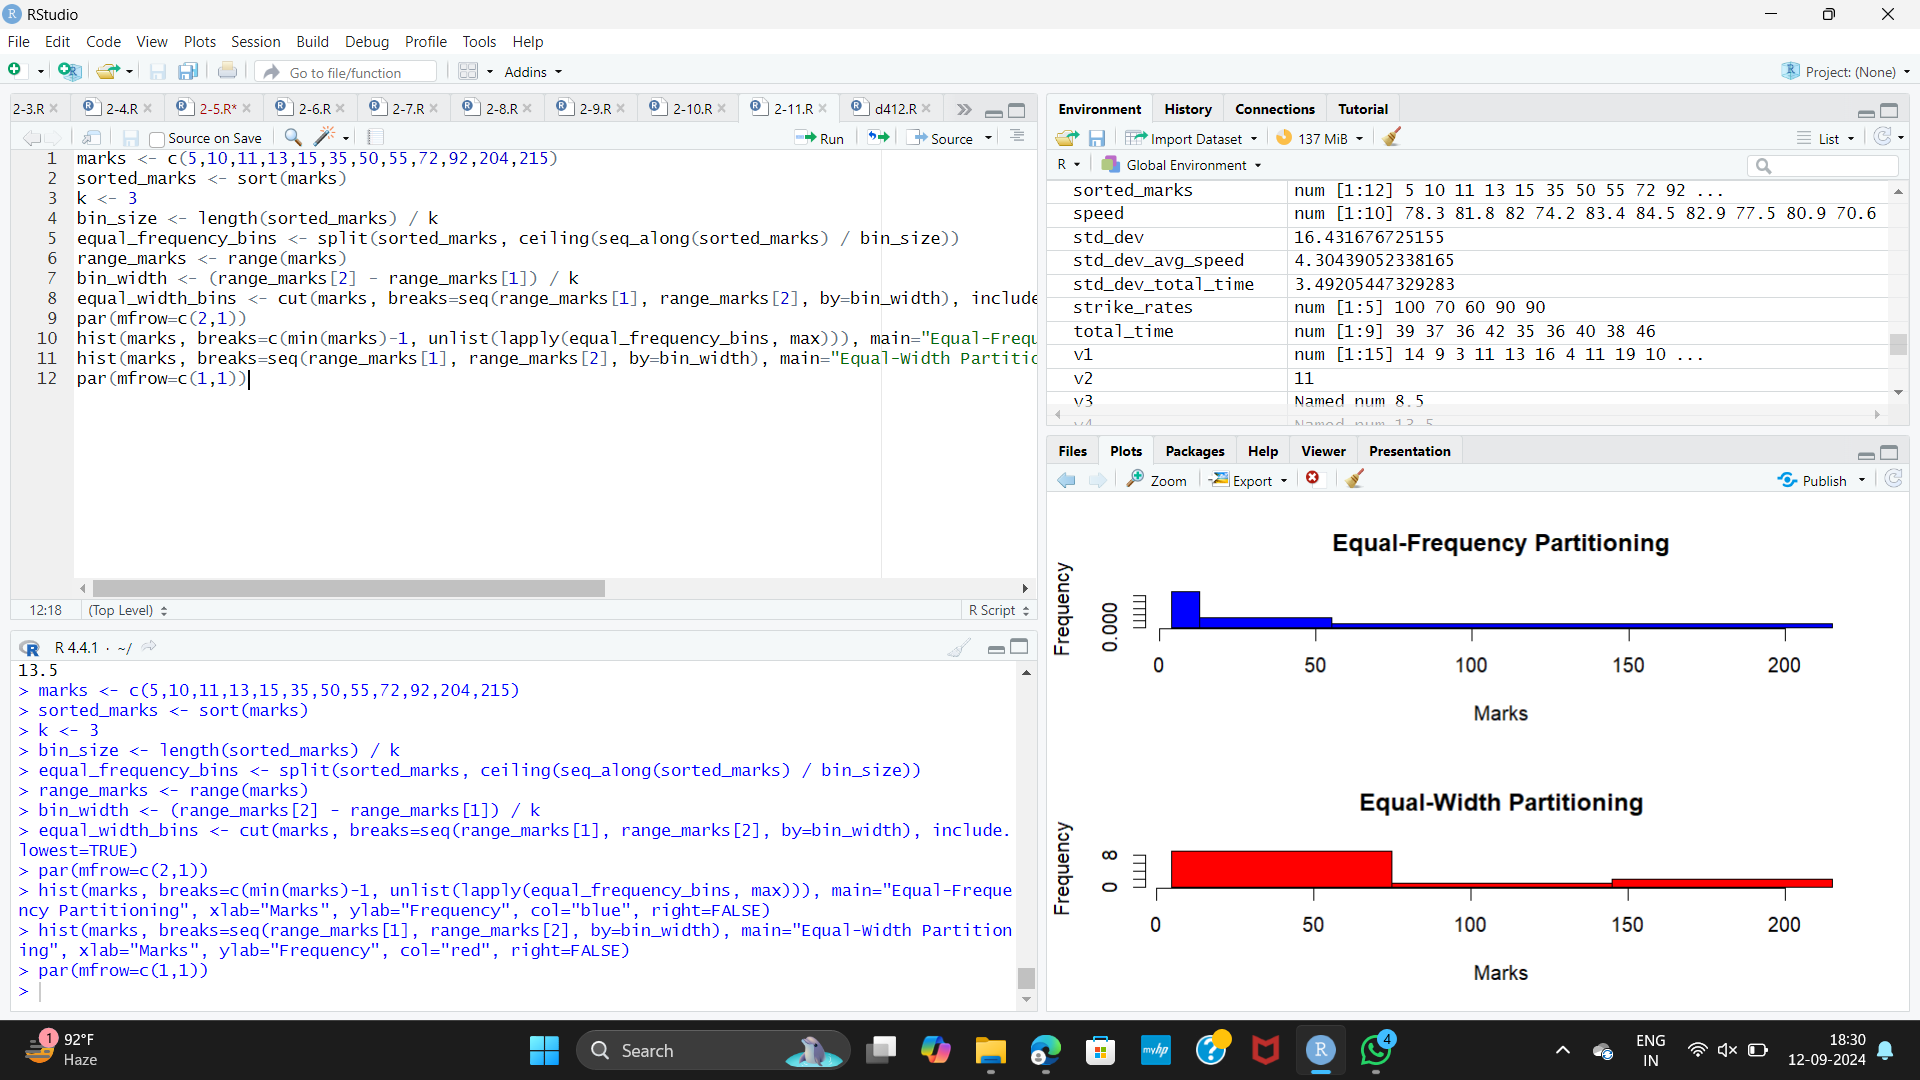 RStudio
File Edit Code View Plots Session Build Debug Profile Tools Help
Go to file/function Addins Project: (None)
2-3.R 2-4.R 2-5.R* 2-6.R 2-7.R 2-8.R 2-9.R 2-10.R 2-11.R d412.R
Source on Save Run Source
1 marks <- c(5,10,11,13,15,35,50,55,72,92,204,215)
2 sorted_marks <- sort(marks)
3 k <- 3
4 bin_size <- length(sorted_marks) / k
5 equal_frequency_bins <- split(sorted_marks, ceiling(seq_along(sorted_marks) / bin_size))
6 range_marks <- range(marks)
7 bin_width <- (range_marks[2] - range_marks[1]) / k
8 equal_width_bins <- cut(marks, breaks=seq(range_marks[1], range_marks[2], by=bin_width), include
9 par(mfrow=c(2,1))
10 hist(marks, breaks=c(min(marks)-1, unlist(lapply(equal_frequency_bins, max))), main="Equal-Frequ
11 hist(marks, breaks=seq(range_marks[1], range_marks[2], by=bin_width), main="Equal-Width Partitio
12 par(mfrow=c(1,1))
12:18 (Top Level) R Script
R 4.4.1 · ~/
13.5
> marks <- c(5,10,11,13,15,35,50,55,72,92,204,215)
> sorted_marks <- sort(marks)
> k <- 3
> bin_size <- length(sorted_marks) / k
> equal_frequency_bins <- split(sorted_marks, ceiling(seq_along(sorted_marks) / bin_size))
> range_marks <- range(marks)
> bin_width <- (range_marks[2] - range_marks[1]) / k
> equal_width_bins <- cut(marks, breaks=seq(range_marks[1], range_marks[2], by=bin_width), include.
lowest=TRUE)
> par(mfrow=c(2,1))
> hist(marks, breaks=c(min(marks)-1, unlist(lapply(equal_frequency_bins, max))), main="Equal-Freque
ncy Partitioning", xlab="Marks", ylab="Frequency", col="blue", right=FALSE)
> hist(marks, breaks=seq(range_marks[1], range_marks[2], by=bin_width), main="Equal-Width Partition
ing", xlab="Marks", ylab="Frequency", col="red", right=FALSE)
> par(mfrow=c(1,1))
>
Environment History Connections Tutorial
Import Dataset 137 MiB List
R Global Environment
sorted_marks num [1:12] 5 10 11 13 15 35 50 55 72 92 ...
speed num [1:10] 78.3 81.8 82 74.2 83.4 84.5 82.9 77.5 80.9 70.6
std_dev 16.431676725155
std_dev_avg_speed 4.30439052338165
std_dev_total_time 3.49205447329283
strike_rates num [1:5] 100 70 60 90 90
total_time num [1:9] 39 37 36 42 35 36 40 38 46
v1 num [1:15] 14 9 3 11 13 16 4 11 19 10 ...
v2 11
v3 Named num 8.5
v4 Named num 13.5
Files Plots Packages Help Viewer Presentation
Zoom Export Publish
Equal-Frequency Partitioning
Frequency
0.000
0 50 100 150 200
Marks
Equal-Width Partitioning
Frequency
0 8
0 50 100 150 200
Marks
1 92°F
Haze
Search
myhp
4
ENG
IN
18:30
12-09-2024